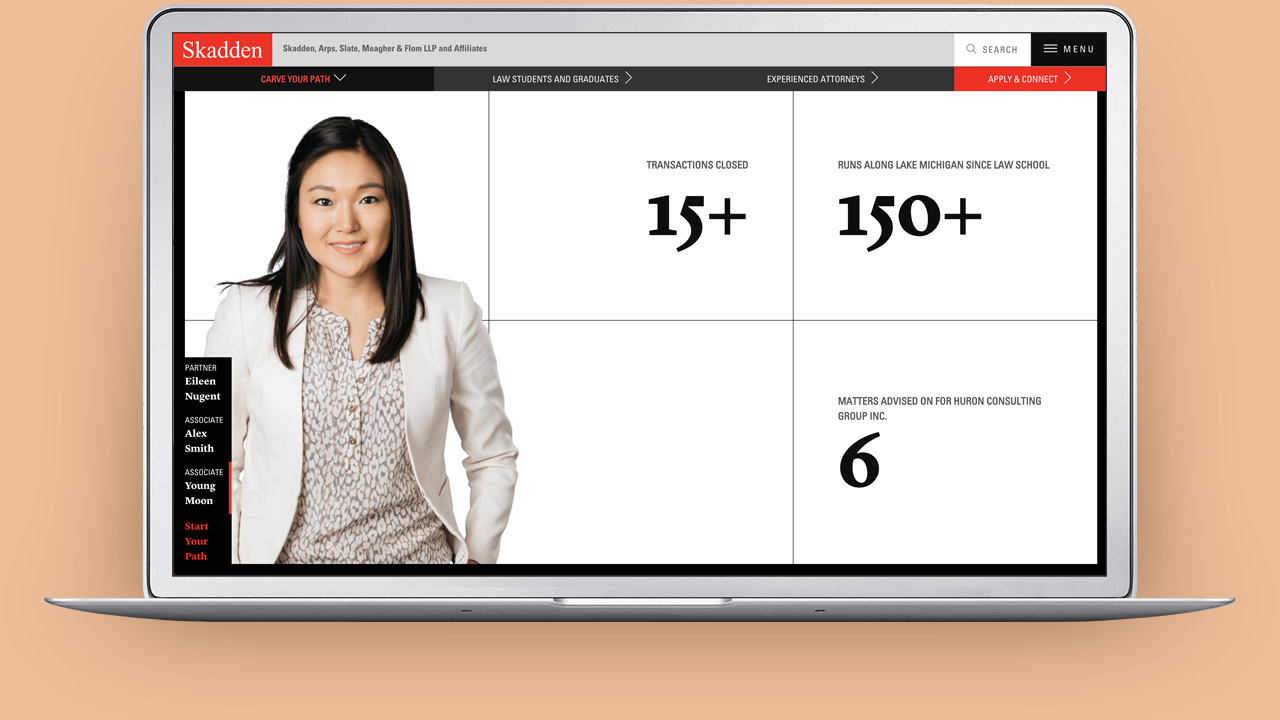 Skadden
Skadden, Arps, Slate, Meagher & Flom LLP and Affiliates
SEARCH
MENU
CARVE YOUR PATH
LAW STUDENTS AND GRADUATES
EXPERIENCED ATTORNEYS
APPLY & CONNECT
TRANSACTIONS CLOSED
15+
RUNS ALONG LAKE MICHIGAN SINCE LAW SCHOOL
150+
PARTNER
Eileen
Nugent
ASSOCIATE
Alex
Smith
ASSOCIATE
Young
Moon
Start
Your
Path
MATTERS ADVISED ON FOR HURON CONSULTING
GROUP INC.
6